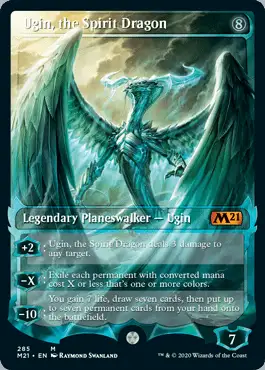 Ugin, the Spirit Dragon 8
Legendary Planeswalker — Ugin M21
+2 Ugin, the Spirit Dragon deals 3 damage to
any target.
−X Exile each permanent with converted mana
cost X or less that's one or more colors.
−10 You gain 7 life, draw seven cards, then put up
to seven permanent cards from your hand onto
the battlefield.
7
285 M
M21 • EN RAYMOND SWANLAND ™ & © 2020 Wizards of the Coast